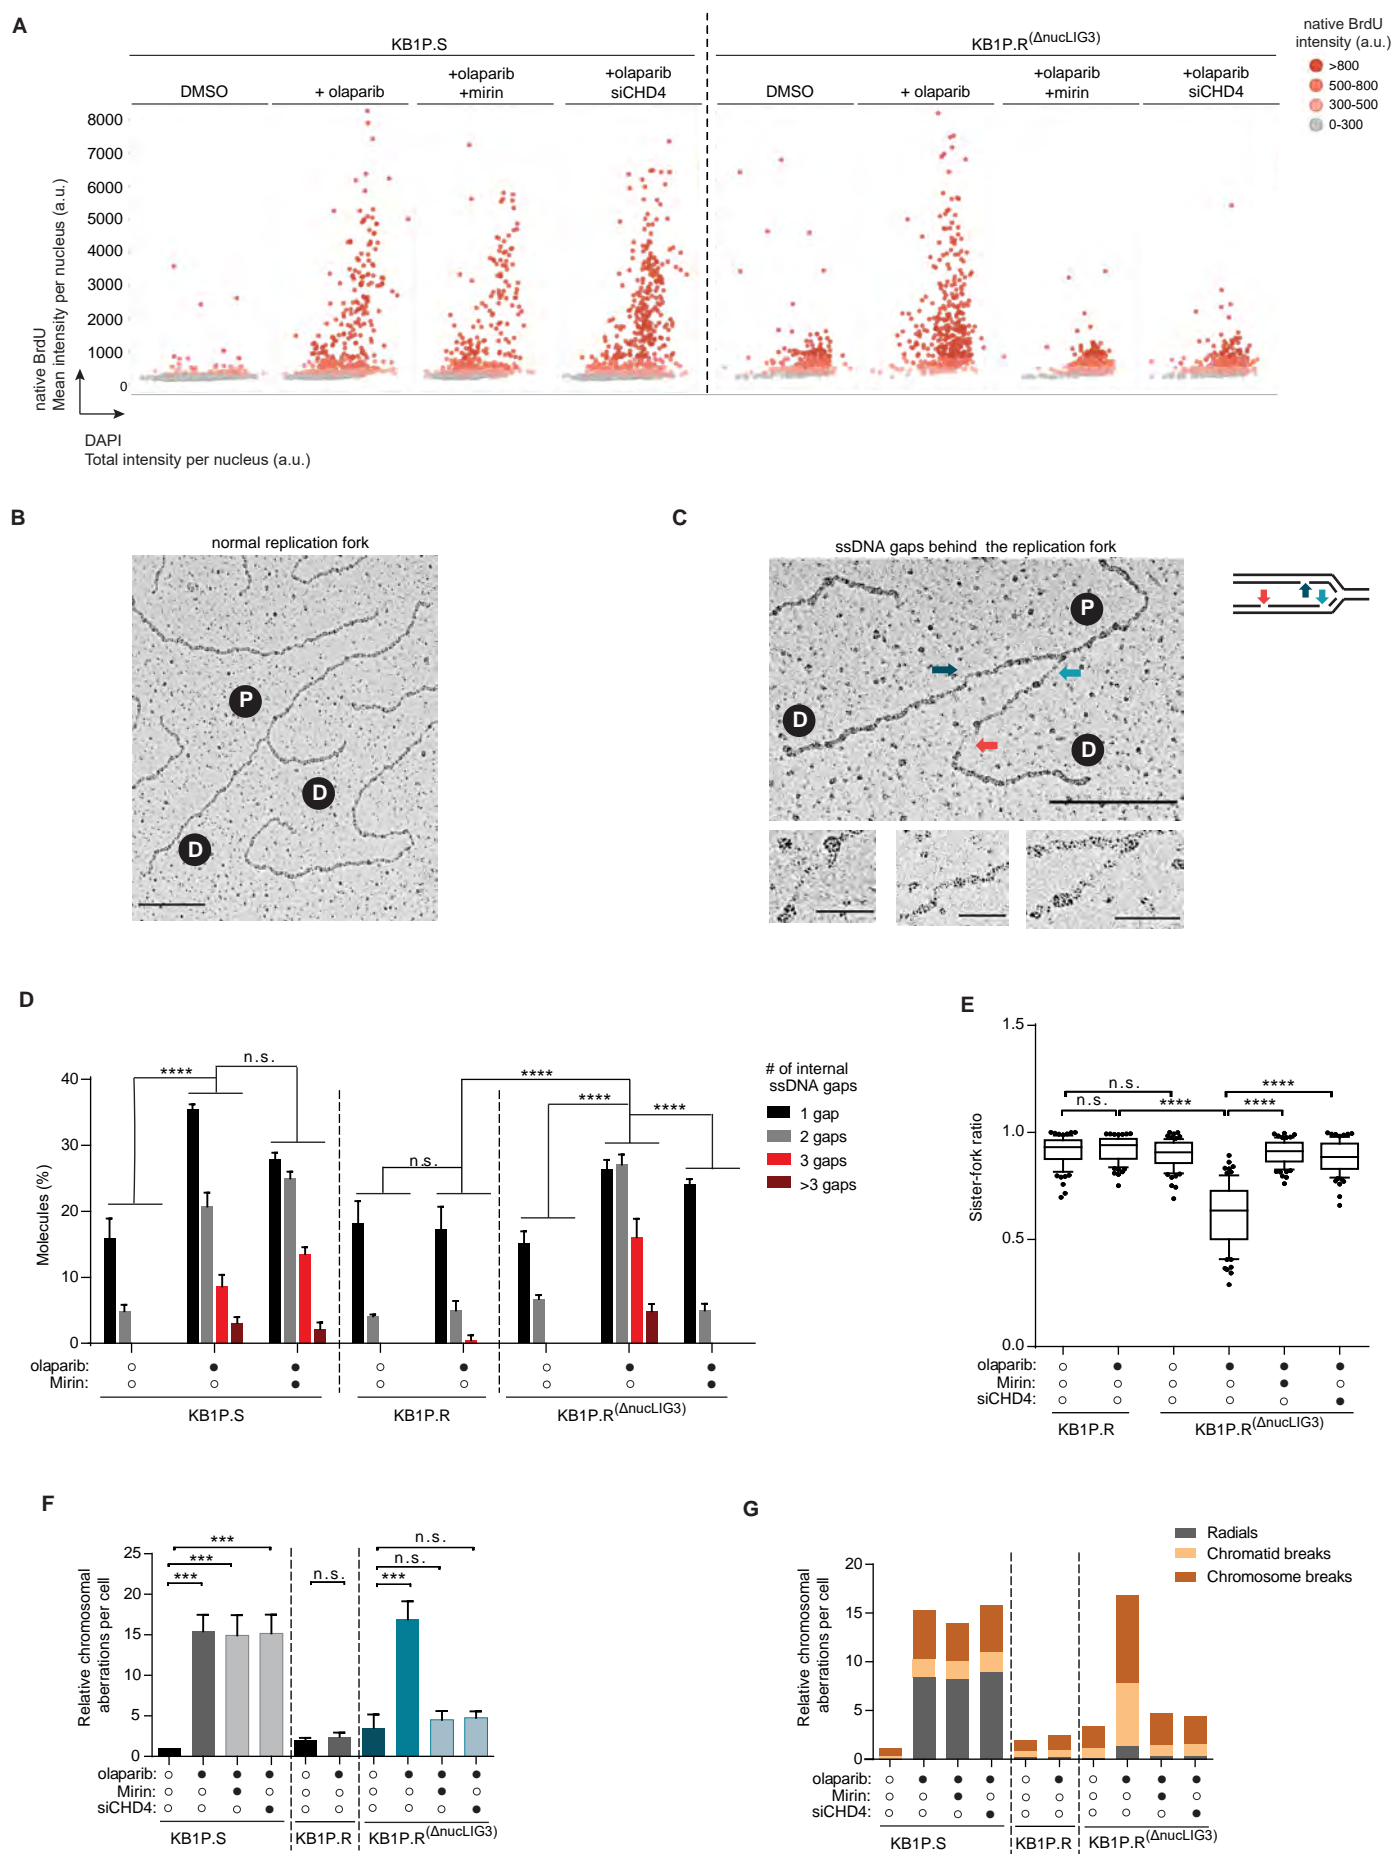 A
KB1P.S
KB1P.R(ΔnucLIG3)
native BrdU
intensity (a.u.)
>800
500-800
300-500
0-300
DMSO
+ olaparib
+olaparib
+mirin
+olaparib
siCHD4
DMSO
+ olaparib
+olaparib
+mirin
+olaparib
siCHD4
8000
7000
6000
5000
4000
3000
2000
1000
0
native BrdU
Mean intensity per nucleus (a.u.)
DAPI
Total intensity per nucleus (a.u.)
B
normal replication fork
P
D
D
C
ssDNA gaps behind the replication fork
P
D
D
D
40
30
20
10
0
Molecules (%)
****
n.s.
n.s.
****
****
****
# of internal
ssDNA gaps
1 gap
2 gaps
3 gaps
>3 gaps
olaparib:
Mirin:
KB1P.S
KB1P.R
KB1P.R(ΔnucLIG3)
E
1.5
1.0
0.5
0.0
Sister-fork ratio
n.s.
n.s.
****
****
****
olaparib:
Mirin:
siCHD4:
KB1P.R
KB1P.R(ΔnucLIG3)
F
25
20
15
10
5
0
Relative chromosomal
aberrations per cell
***
***
***
n.s.
n.s.
n.s.
***
olaparib:
Mirin:
siCHD4:
KB1P.S
KB1P.R
KB1P.R(ΔnucLIG3)
G
Radials
Chromatid breaks
Chromosome breaks
20
15
10
5
0
Relative chromosomal
aberrations per cell
olaparib:
Mirin:
siCHD4:
KB1P.S
KB1P.R
KB1P.R(ΔnucLIG3)